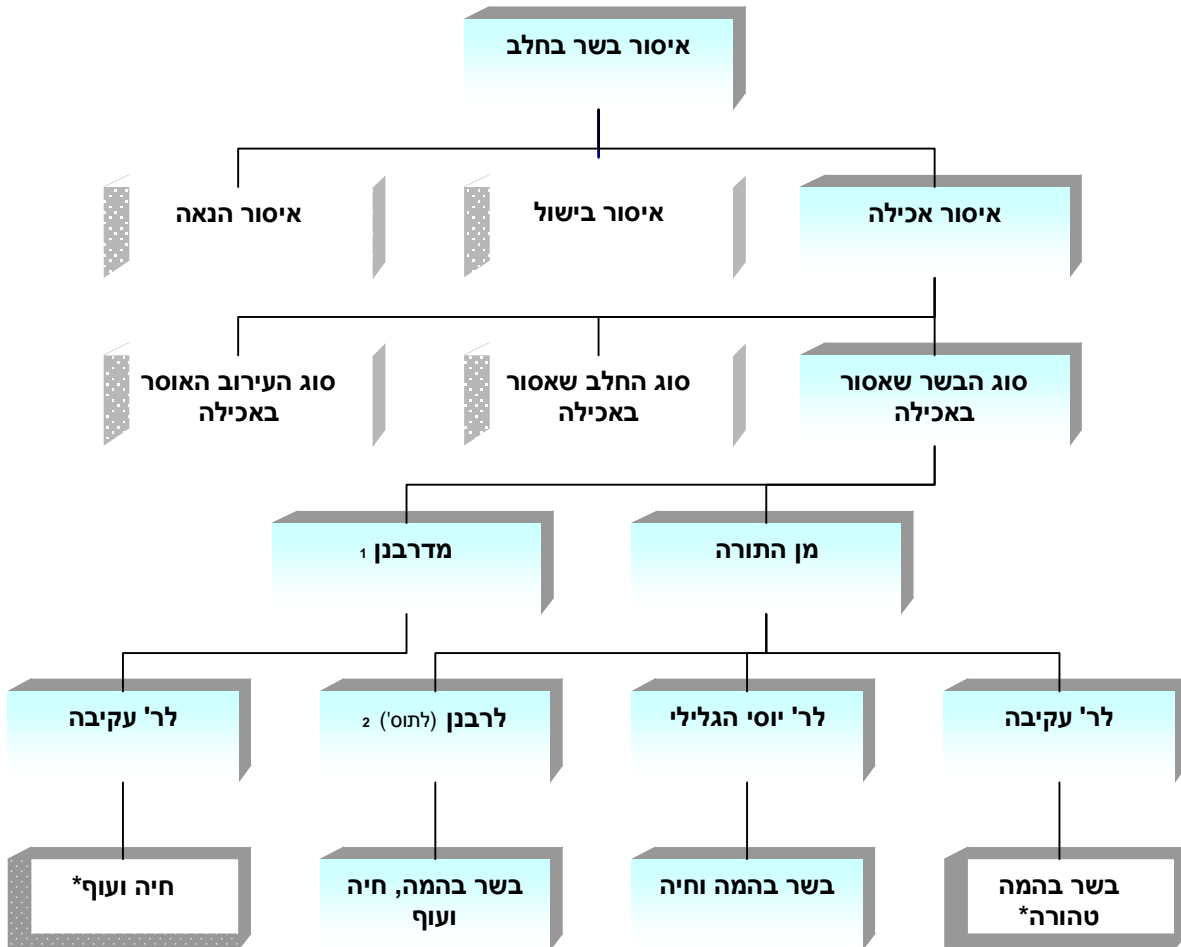 איסור בשר בחלב
איסור אכילה
איסור בישול
איסור הנאה
סוג הבשר שאסור
באכילה
סוג החלב שאסור
באכילה
סוג העירוב האוסר
באכילה
מן התורה
מדרבנן 1
לר' עקיבה
לר' יוסי הגלילי
לרבנן (לתוס') 2
לר' עקיבה
בשר בהמה
טהורה*
בשר בהמה וחיה
בשר בהמה, חיה
ועוף
חיה ועוף*